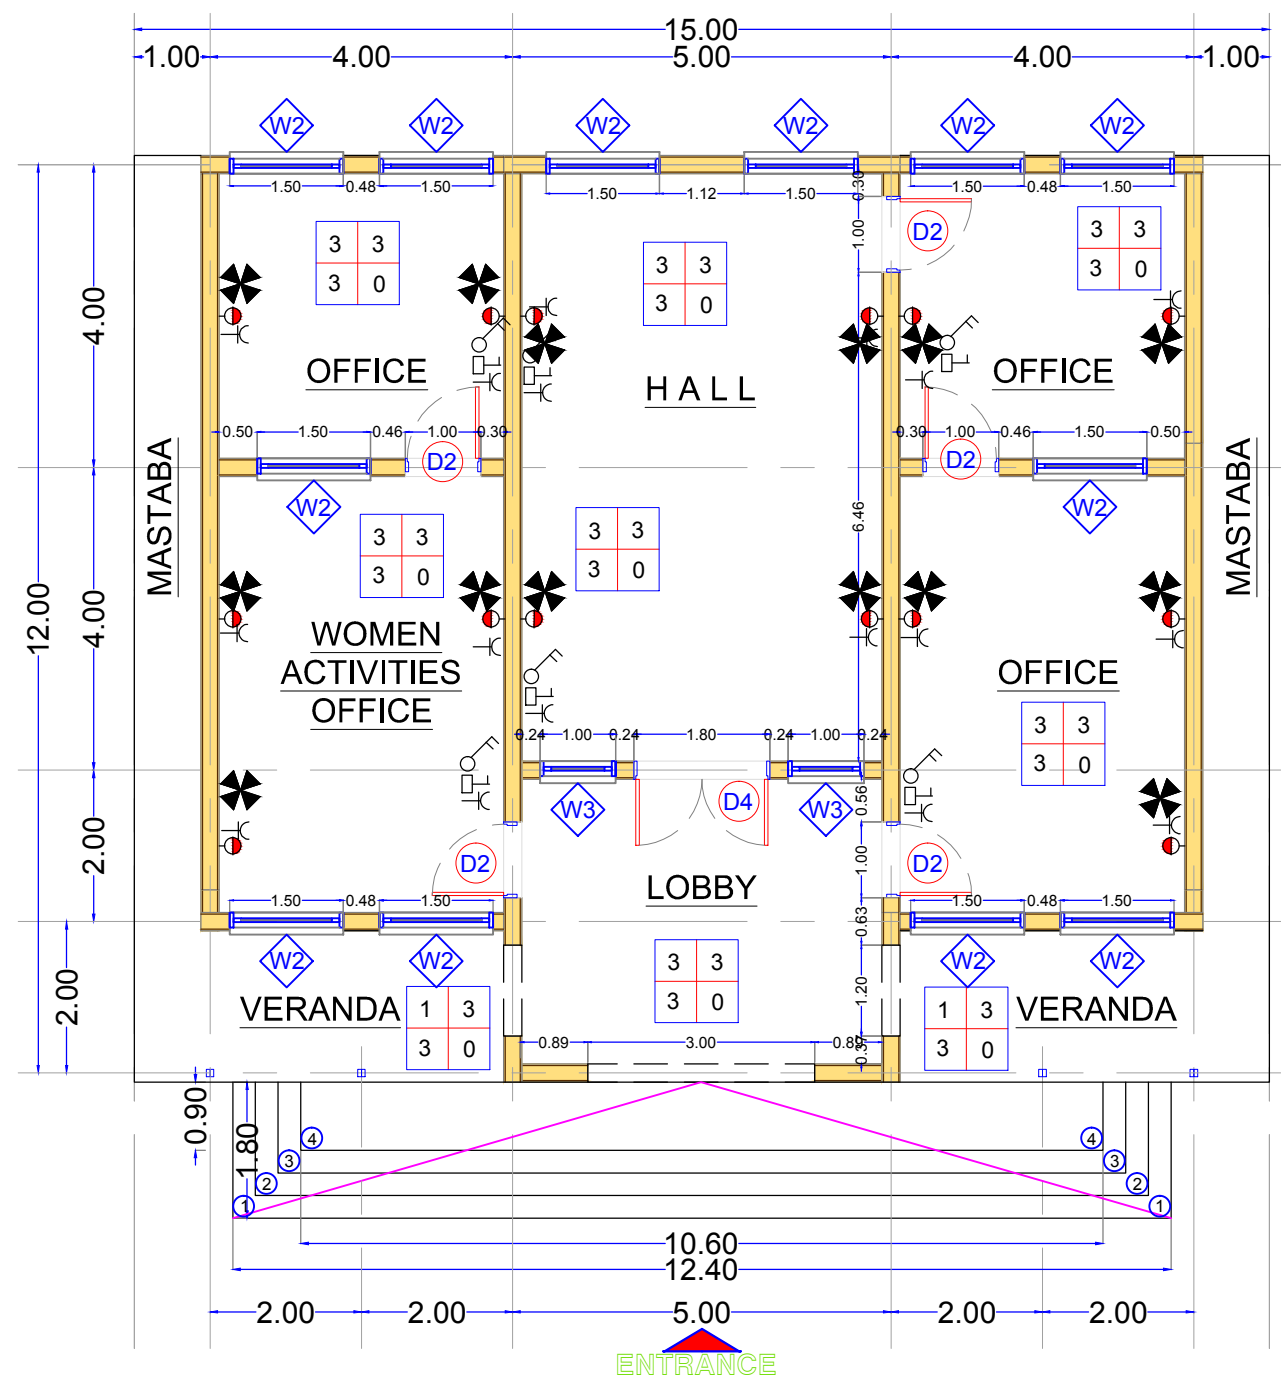 15.00
1.00 4.00 5.00 4.00 1.00
W2 W2 W2 W2 W2 W2
1.50 0.48 1.50 1.50 1.12 1.50 1.50 0.48 1.50
0.30
1.00
D2
3 3
3 0
3 3
3 0
3 3
3 0
4.00
OFFICE
HALL
OFFICE
0.50 1.50 0.46 1.00 0.30
0.30 1.00 0.46 1.50 0.50
D2
D2
W2
W2
MASTABA
MASTABA
6.46
3 3
3 0
3 3
3 0
12.00
4.00
WOMEN
ACTIVITIES
OFFICE
OFFICE
3 3
3 0
0.24 1.00 0.24 1.80 0.24 1.00 0.24
W3 D4 W3
0.56
2.00
1.00
D2
D2
LOBBY
1.50 0.48 1.50
1.50 0.48 1.50
0.63
W2 W2
W2 W2
3 3
3 0
2.00
1.20
VERANDA
1 3
3 0
1 3
3 0
VERANDA
0.89 3.00 0.89
0.37
0.90
1.80
4 4
3 3
2 2
1 1
10.60
12.40
2.00 2.00 5.00 2.00 2.00
ENTRANCE